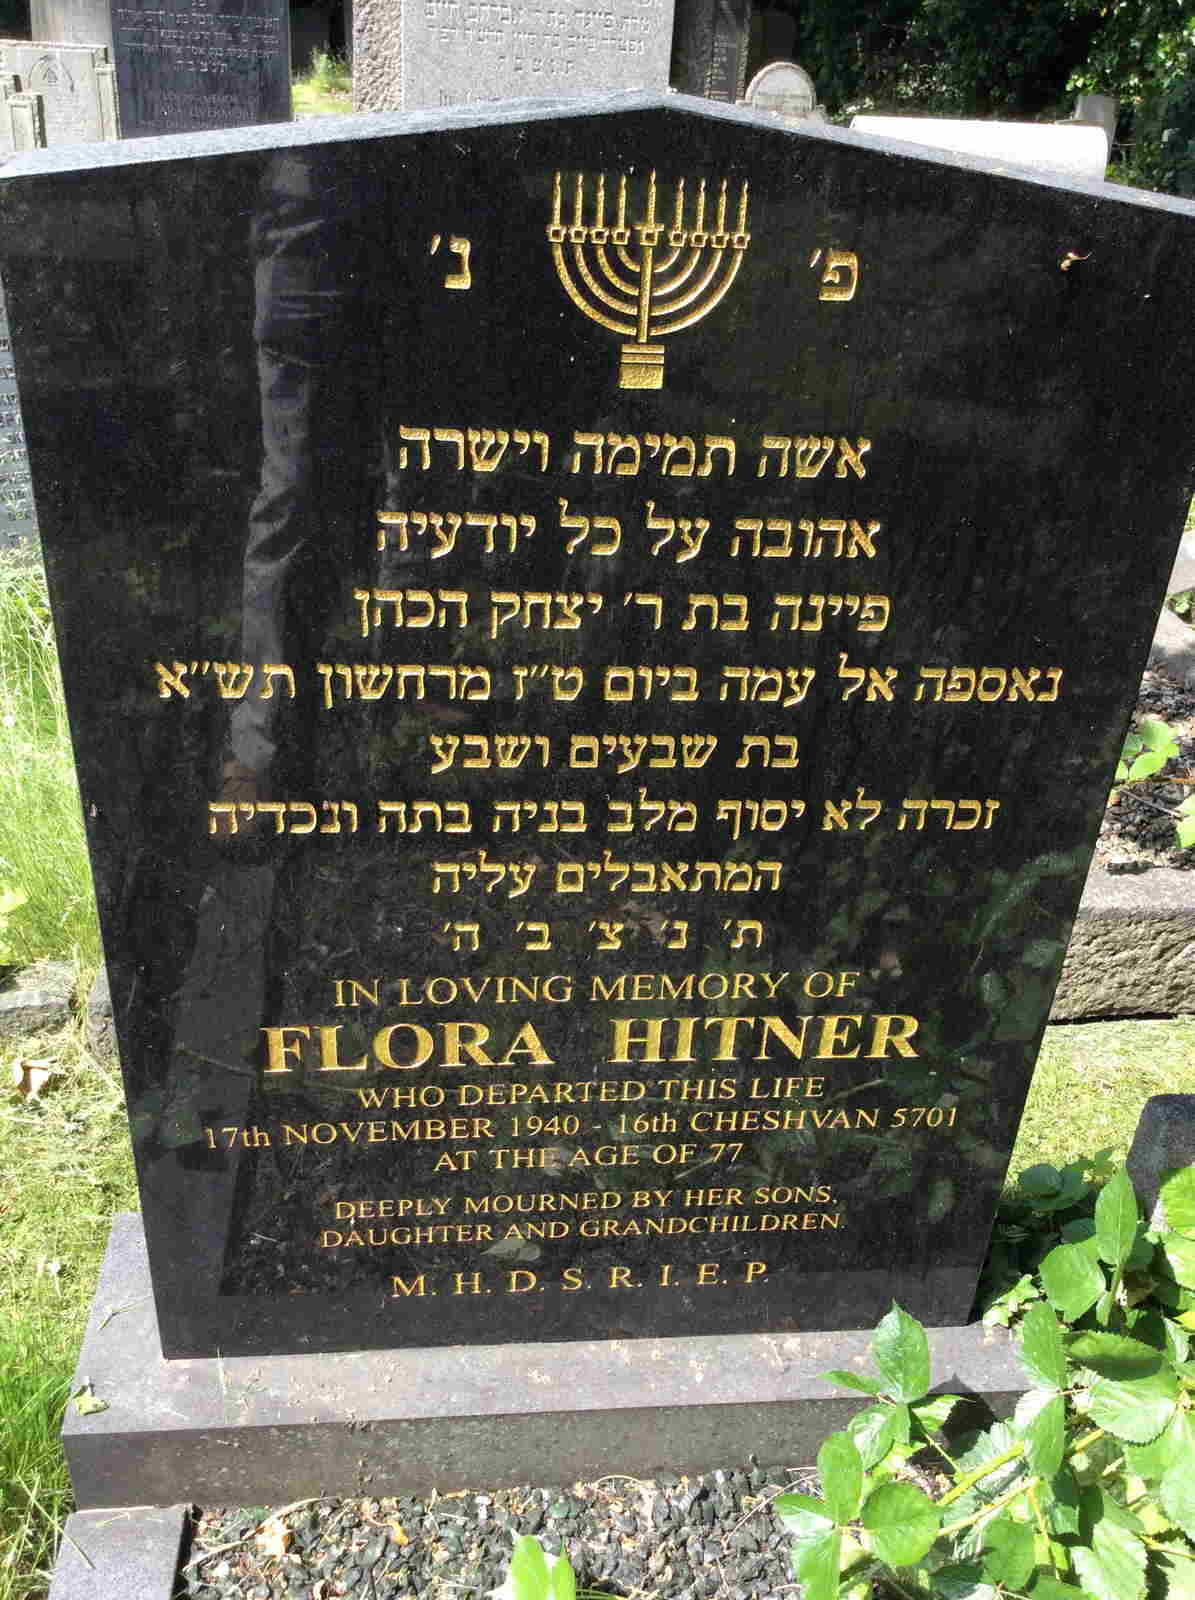 פ׳ נ׳
אשה תמימה וישרה
אהובה על כל יודעיה
פיינה בת ר׳ יצחק הכהן
נאספה אל עמה ביום ט״ז מרחשון תש״א
בת שבעים ושבע
זכרה לא יסוף מלב בניה בתה ונכדיה
המתאבלים עליה
ת׳ נ׳ צ׳ ב׳ ה׳
IN LOVING MEMORY OF
FLORA HITNER
WHO DEPARTED THIS LIFE
17th NOVEMBER 1940 - 16th CHESHVAN 5701
AT THE AGE OF 77
DEEPLY MOURNED BY HER SONS,
DAUGHTER AND GRANDCHILDREN.
M. H. D. S. R. I. E. P.